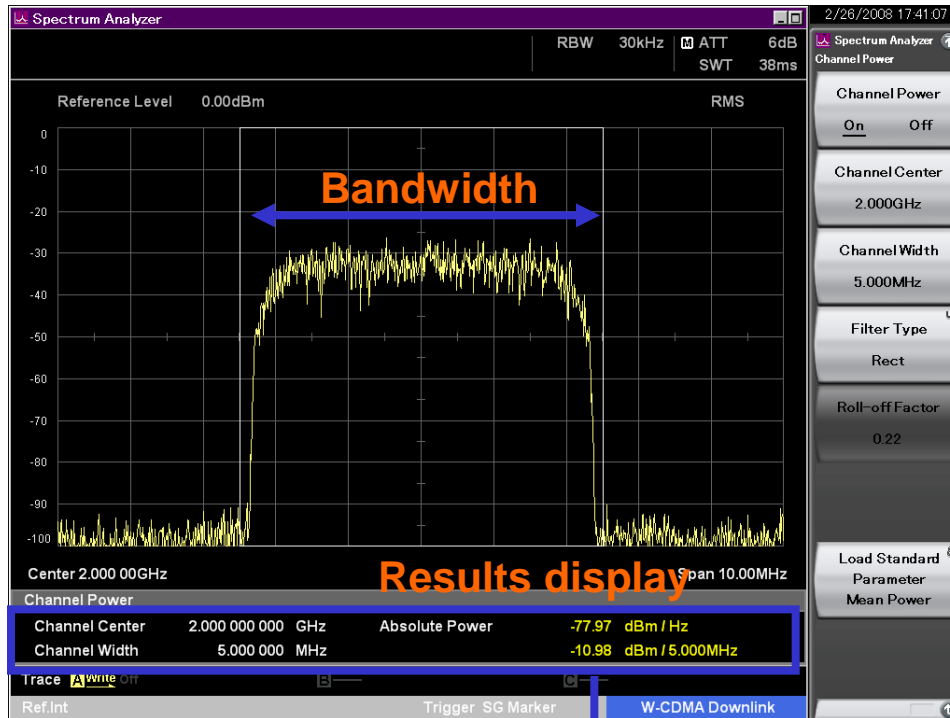 Spectrum Analyzer
RBW 30kHz M ATT 6dB
SWT 38ms
Reference Level 0.00dBm RMS
0
-10
-20
-30
-40
-50
-60
-70
-80
-90
-100
Bandwidth
Center 2.000 00GHz Span 10.00MHz
Results display
Channel Power
Channel Center 2.000 000 000 GHz Absolute Power -77.97 dBm / Hz
Channel Width 5.000 000 MHz -10.98 dBm / 5.000MHz
Trace A Write Off B C
Ref.Int Trigger SG Marker W-CDMA Downlink
2/26/2008 17:41:07
Spectrum Analyzer
Channel Power
Channel Power
On Off
Channel Center
2.000GHz
Channel Width
5.000MHz
Filter Type
Rect
Roll-off Factor
0.22
Load Standard
Parameter
Mean Power